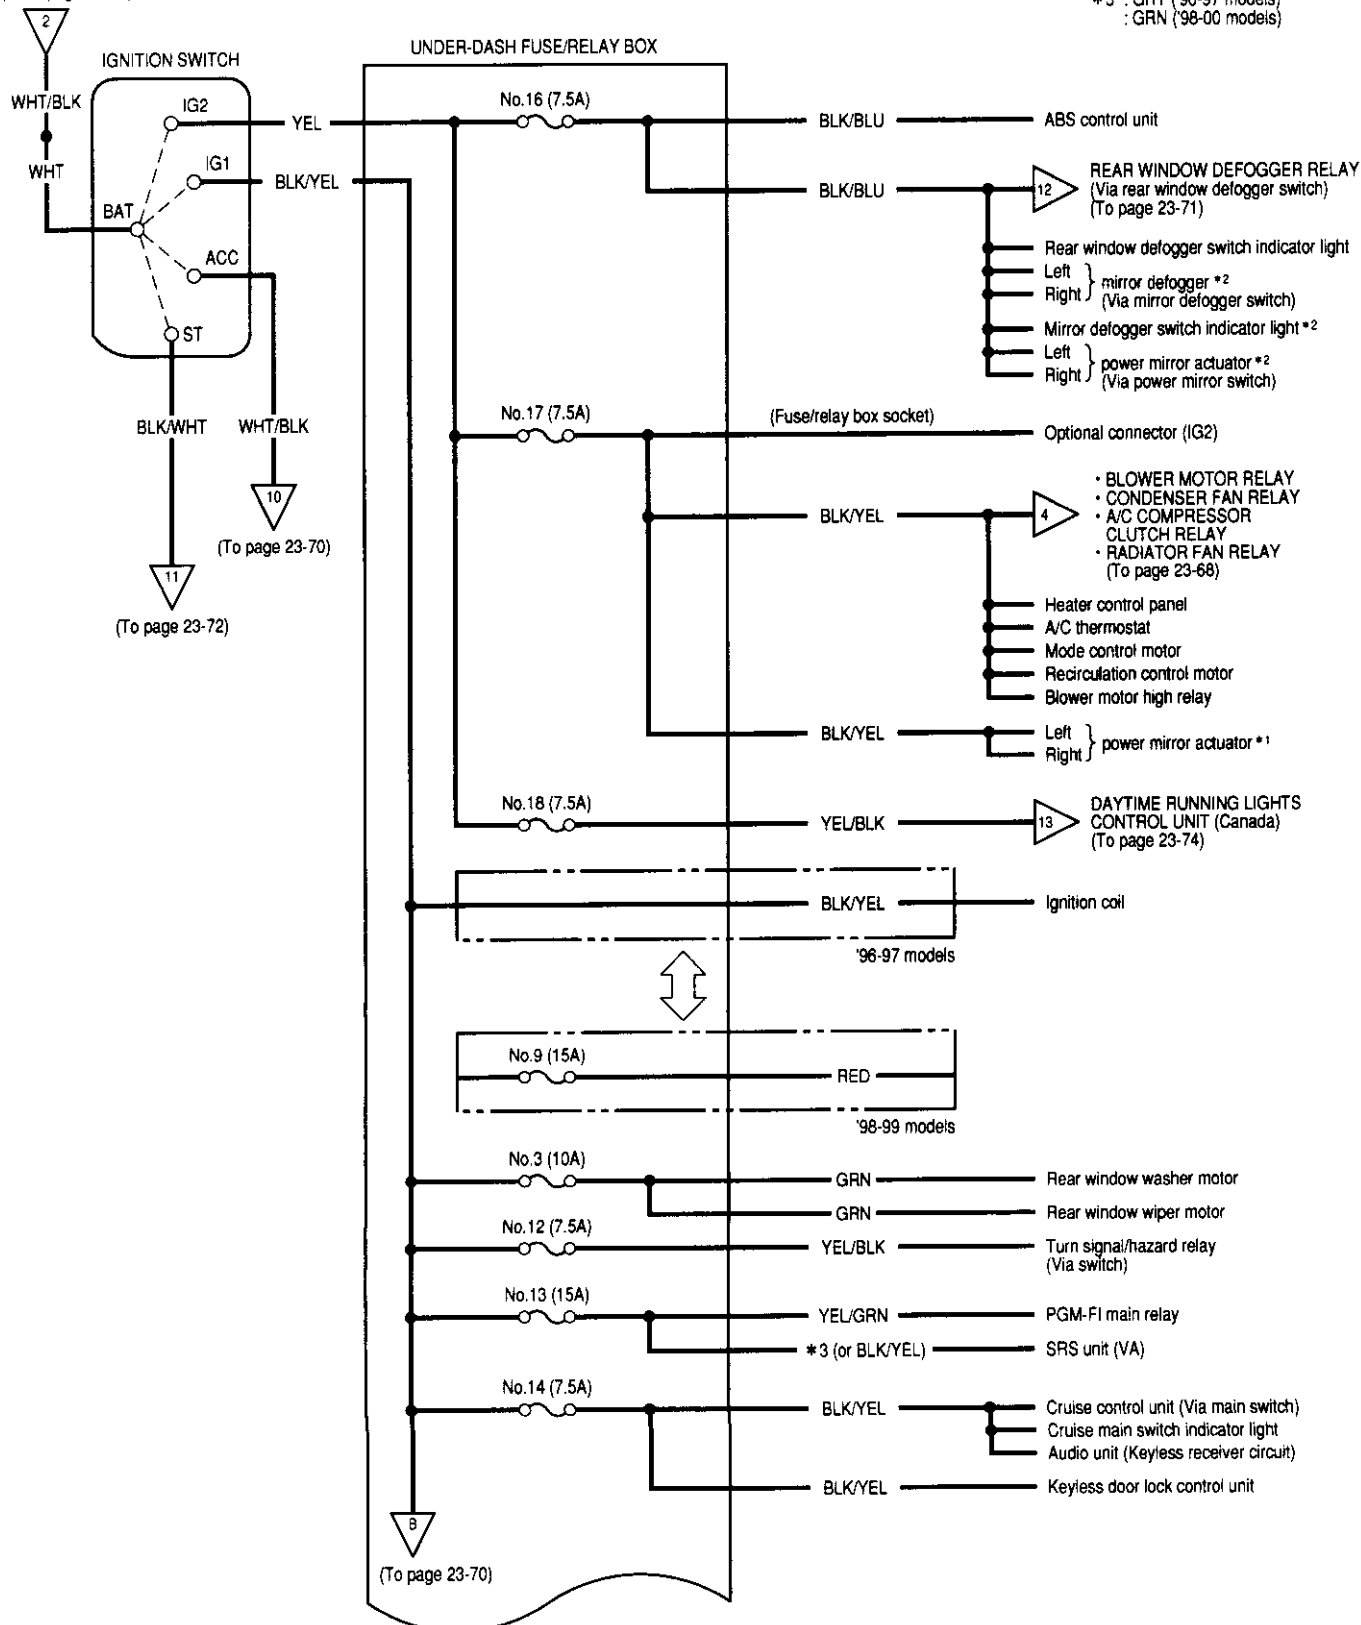 : GRN ('98-00 models)
2
IGNITION SWITCH
UNDER-DASH FUSE/RELAY BOX
WHT/BLK
WHT
BAT
IG2
IG1
ACC
ST
YEL
BLK/YEL
BLK/WHT
WHT/BLK
10
(To page 23-70)
11
(To page 23-72)
No.16 (7.5A)
BLK/BLU
ABS control unit
BLK/BLU
12
REAR WINDOW DEFOGGER RELAY
(Via rear window defogger switch)
(To page 23-71)
Rear window defogger switch indicator light
Left
Right
mirror defogger *2
(Via mirror defogger switch)
Mirror defogger switch indicator light *2
Left
Right
power mirror actuator *2
(Via power mirror switch)
No.17 (7.5A)
(Fuse/relay box socket)
Optional connector (IG2)
BLK/YEL
4
• BLOWER MOTOR RELAY
• CONDENSER FAN RELAY
• A/C COMPRESSOR
CLUTCH RELAY
• RADIATOR FAN RELAY
(To page 23-68)
Heater control panel
A/C thermostat
Mode control motor
Recirculation control motor
Blower motor high relay
BLK/YEL
Left
Right
power mirror actuator *1
No.18 (7.5A)
YEL/BLK
13
DAYTIME RUNNING LIGHTS
CONTROL UNIT (Canada)
(To page 23-74)
BLK/YEL
Ignition coil
'96-97 models
No.9 (15A)
RED
'98-99 models
No.3 (10A)
GRN
Rear window washer motor
GRN
Rear window wiper motor
No.12 (7.5A)
YEL/BLK
Turn signal/hazard relay
(Via switch)
No.13 (15A)
YEL/GRN
PGM-FI main relay
*3 (or BLK/YEL)
SRS unit (VA)
No.14 (7.5A)
BLK/YEL
Cruise control unit (Via main switch)
Cruise main switch indicator light
Audio unit (Keyless receiver circuit)
BLK/YEL
Keyless door lock control unit
B
(To page 23-70)